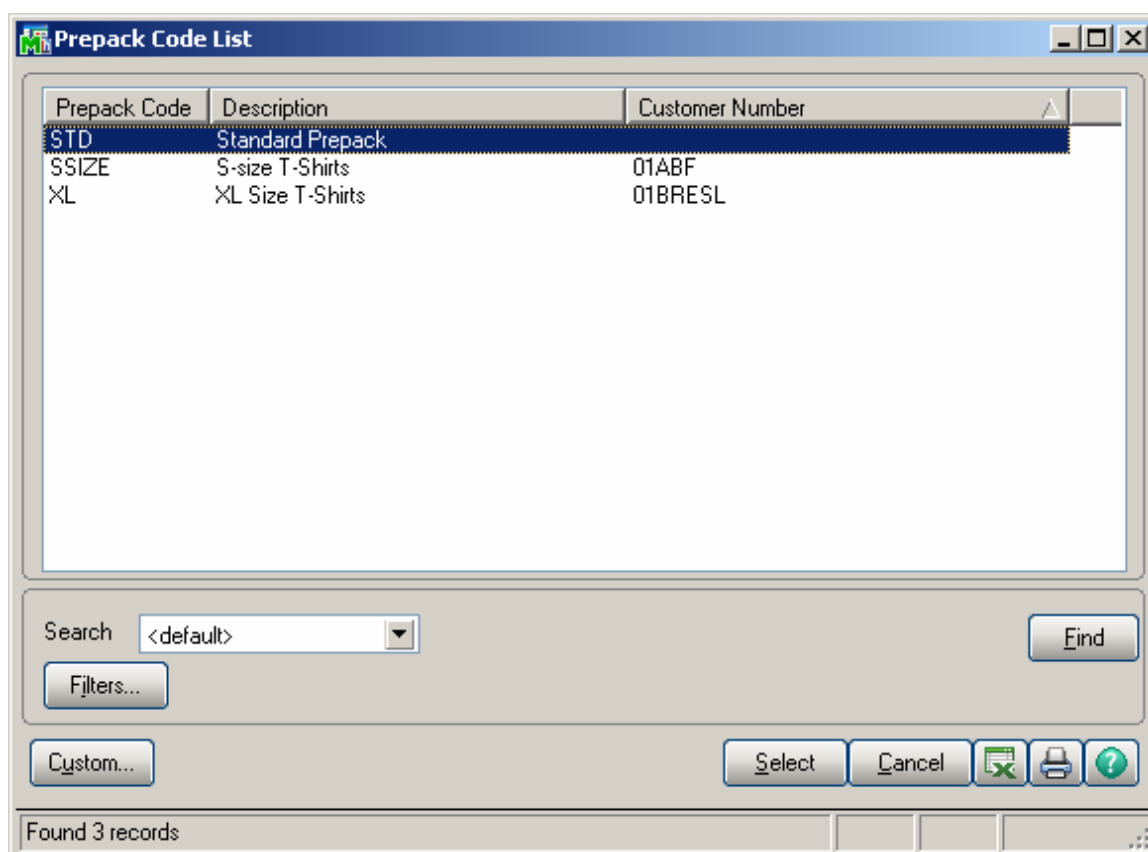 Prepack Code List
Prepack Code Description Customer Number
STD Standard Prepack
SSIZE S-size T-Shirts 01ABF
XL XL Size T-Shirts 01BRESL
Search <default> Find
Filters...
Custom... Select Cancel
Found 3 records